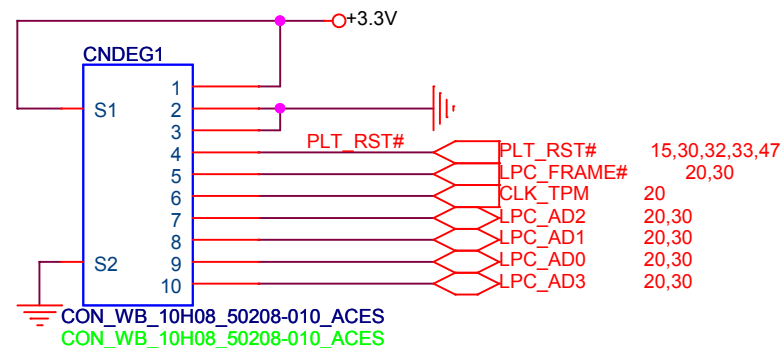 +3.3V
CNDEG1
1
S1 2
3
4 PLT_RST# PLT_RST# 15,30,32,33,47
5 LPC_FRAME# 20,30
6 CLK_TPM 20
7 LPC_AD2 20,30
8 LPC_AD1 20,30
S2 9 LPC_AD0 20,30
10 LPC_AD3 20,30
CON_WB_10H08_50208-010_ACES
CON_WB_10H08_50208-010_ACES